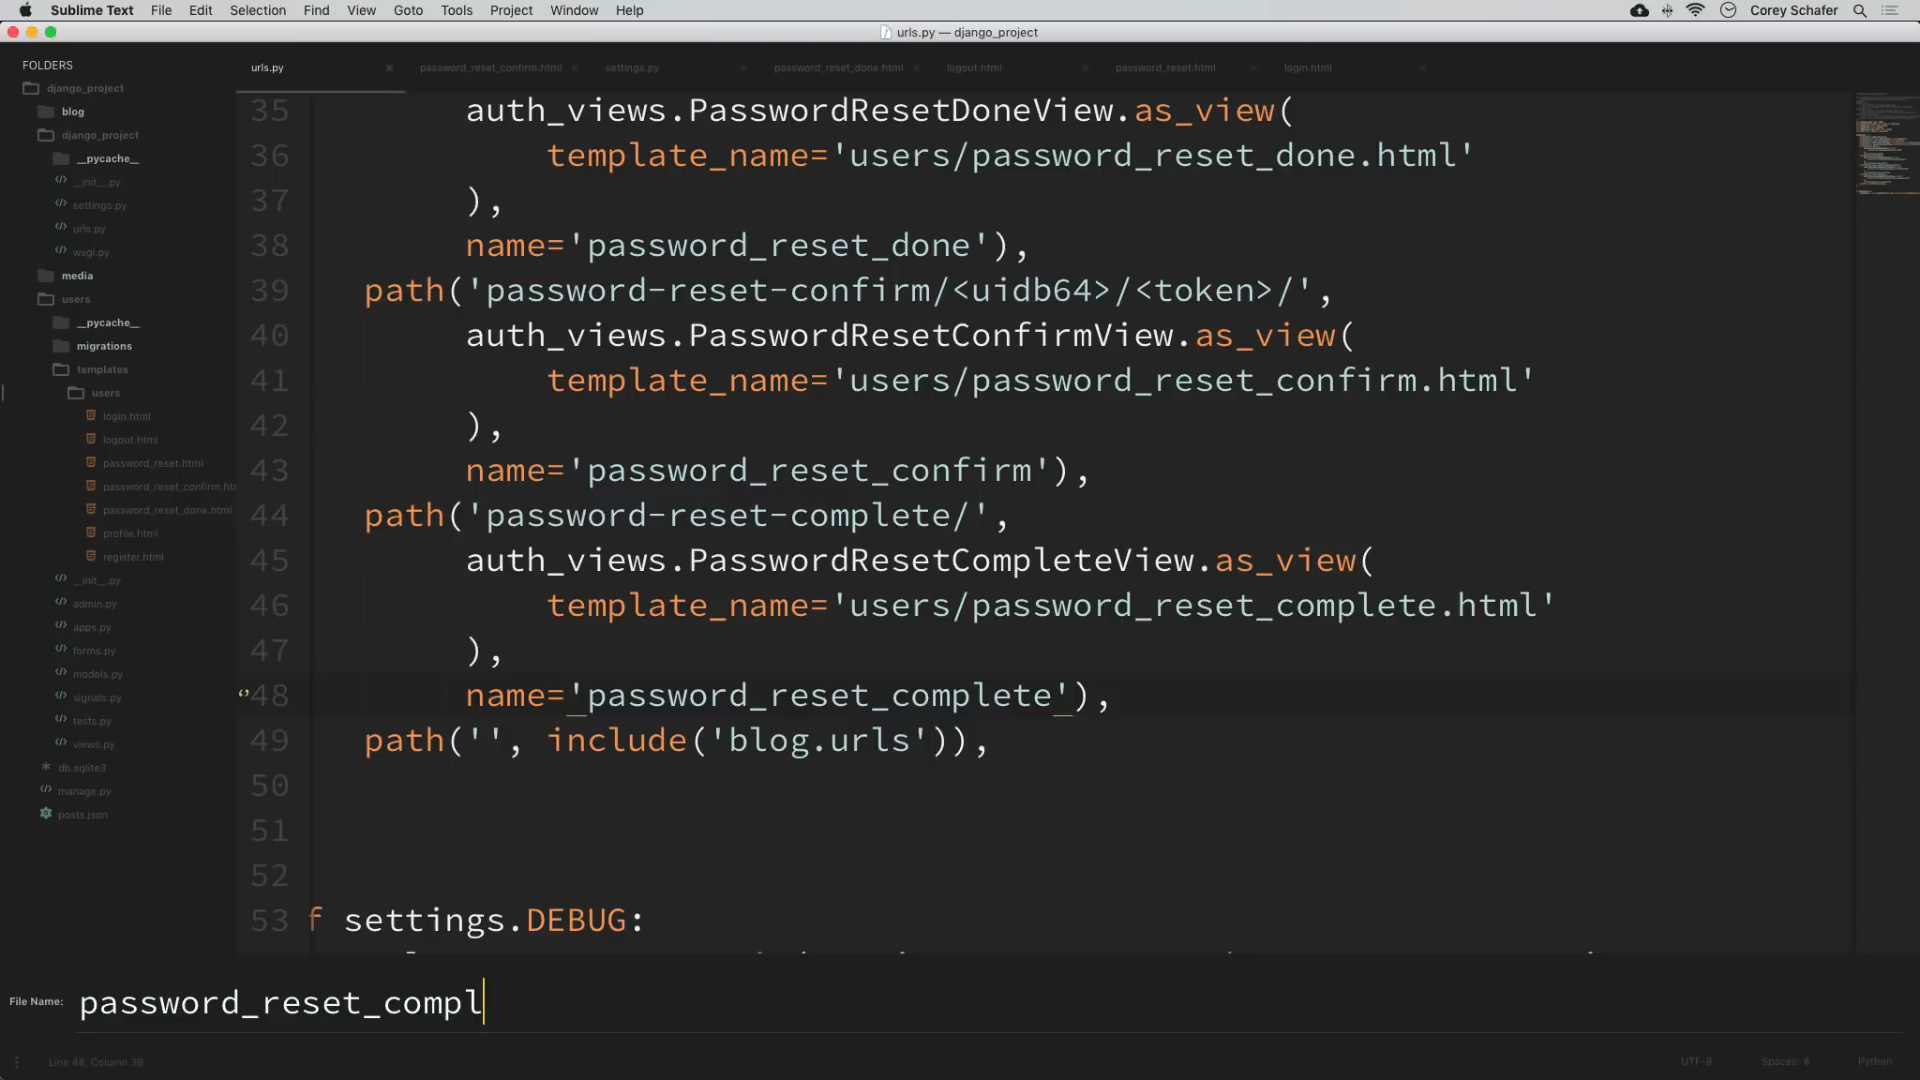 Sublime Text File Edit Selection Find View Goto Tools Project Window Help Corey Schafer
urls.py — django_project
FOLDERS
django_project
blog
django_project
__pycache__
__init__.py
settings.py
urls.py
wsgi.py
media
users
__pycache__
migrations
templates
users
login.html
logout.html
password_reset.html
password_reset_confirm.ht
password_reset_done.html
profile.html
register.html
__init__.py
admin.py
apps.py
forms.py
models.py
signals.py
tests.py
views.py
db.sqlite3
manage.py
posts.json
urls.py password_reset_confirm.html settings.py password_reset_done.html logout.html password_reset.html login.html
35 auth_views.PasswordResetDoneView.as_view(
36 template_name='users/password_reset_done.html'
37 ),
38 name='password_reset_done'),
39 path('password-reset-confirm/<uidb64>/<token>/',
40 auth_views.PasswordResetConfirmView.as_view(
41 template_name='users/password_reset_confirm.html'
42 ),
43 name='password_reset_confirm'),
44 path('password-reset-complete/',
45 auth_views.PasswordResetCompleteView.as_view(
46 template_name='users/password_reset_complete.html'
47 ),
48 name='password_reset_complete'),
49 path('', include('blog.urls')),
50
51
52
53 f settings.DEBUG:
File Name: password_reset_compl
Line 48, Column 38 UTF-8 Spaces: 4 Python